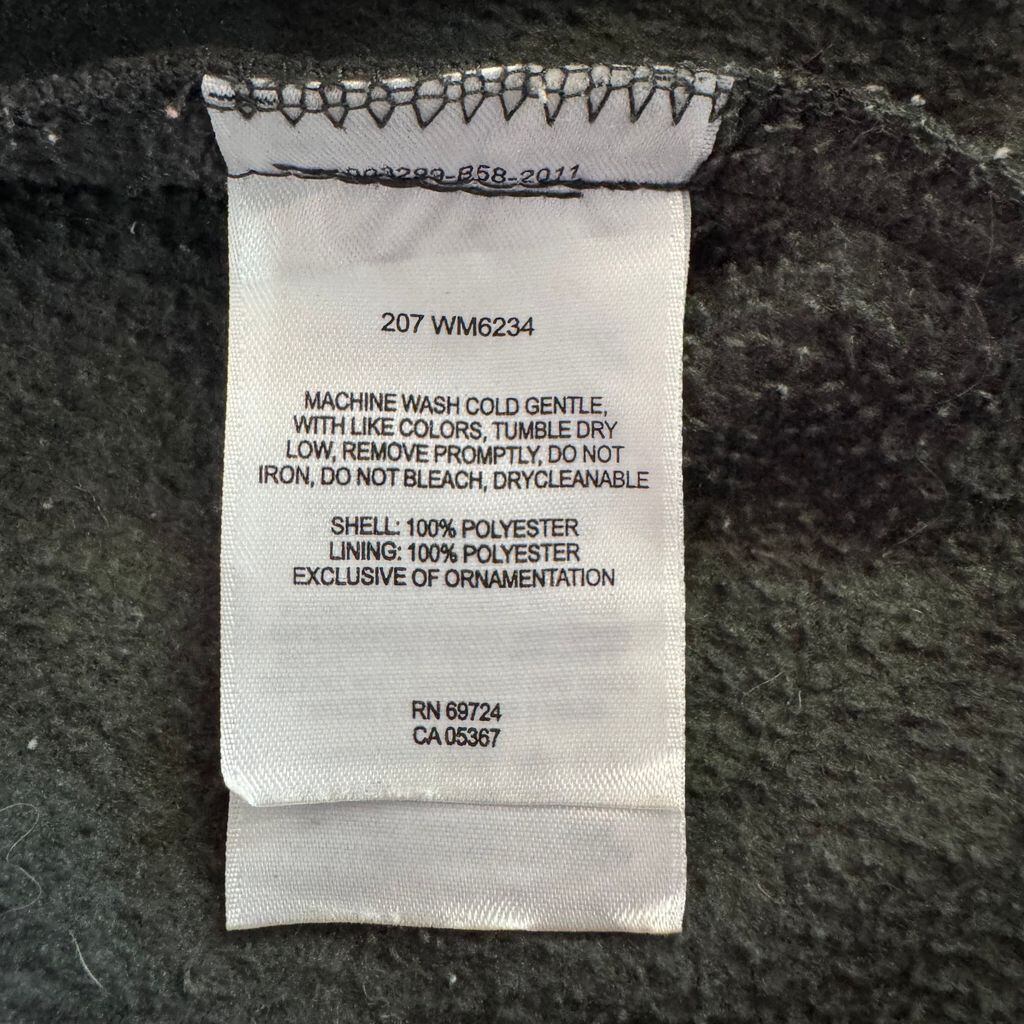 207 WM6234
MACHINE WASH COLD GENTLE,
WITH LIKE COLORS, TUMBLE DRY
LOW, REMOVE PROMPTLY, DO NOT
IRON, DO NOT BLEACH, DRYCLEANABLE
SHELL: 100% POLYESTER
LINING: 100% POLYESTER
EXCLUSIVE OF ORNAMENTATION
RN 69724
CA 05367